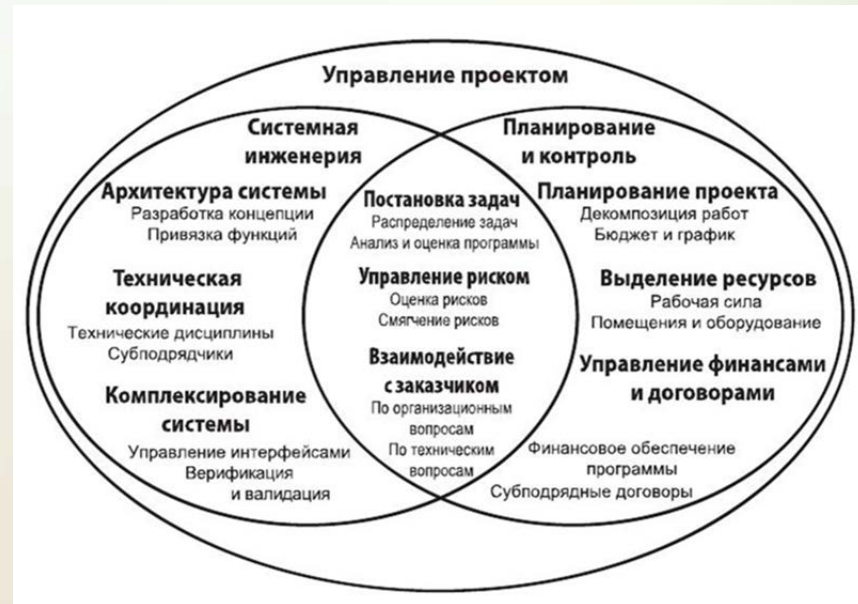 Управление проектом
Системная
инженерия
Архитектура системы
Разработка концепции
Привязка функций
Техническая
координация
Технические дисциплины
Субподрядчики
Комплексирование
системы
Управление интерфейсами
Верификация
и валидация
Постановка задач
Распределение задач
Анализ и оценка программы
Управление риском
Оценка рисков
Смягчение рисков
Взаимодействие
с заказчиком
По организационным
вопросам
По техническим
вопросам
Планирование
и контроль
Планирование проекта
Декомпозиция работ
Бюджет и график
Выделение ресурсов
Рабочая сила
Помещения и оборудование
Управление финансами
и договорами
Финансовое обеспечение
программы
Субподрядные договоры